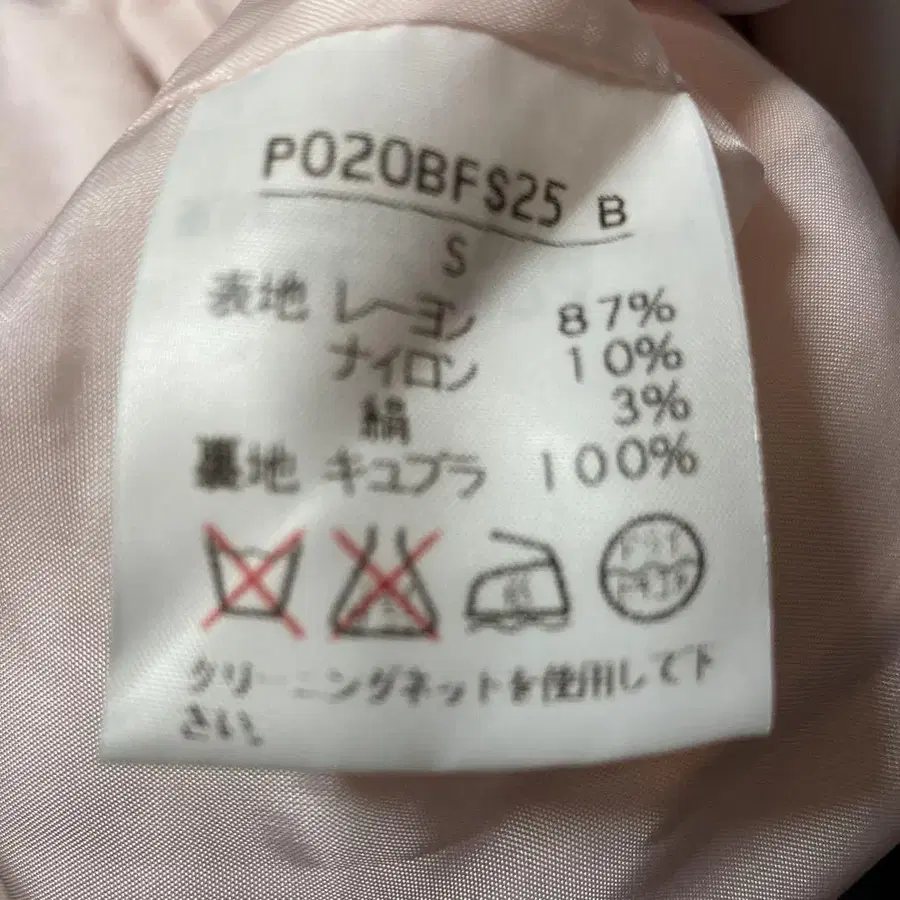 P020BFS25 B
S
表地 レーヨン 87%
ナイロン 10%
絹 3%
裏地 キュプラ 100%
クリーニングネットを使用して下
さい。